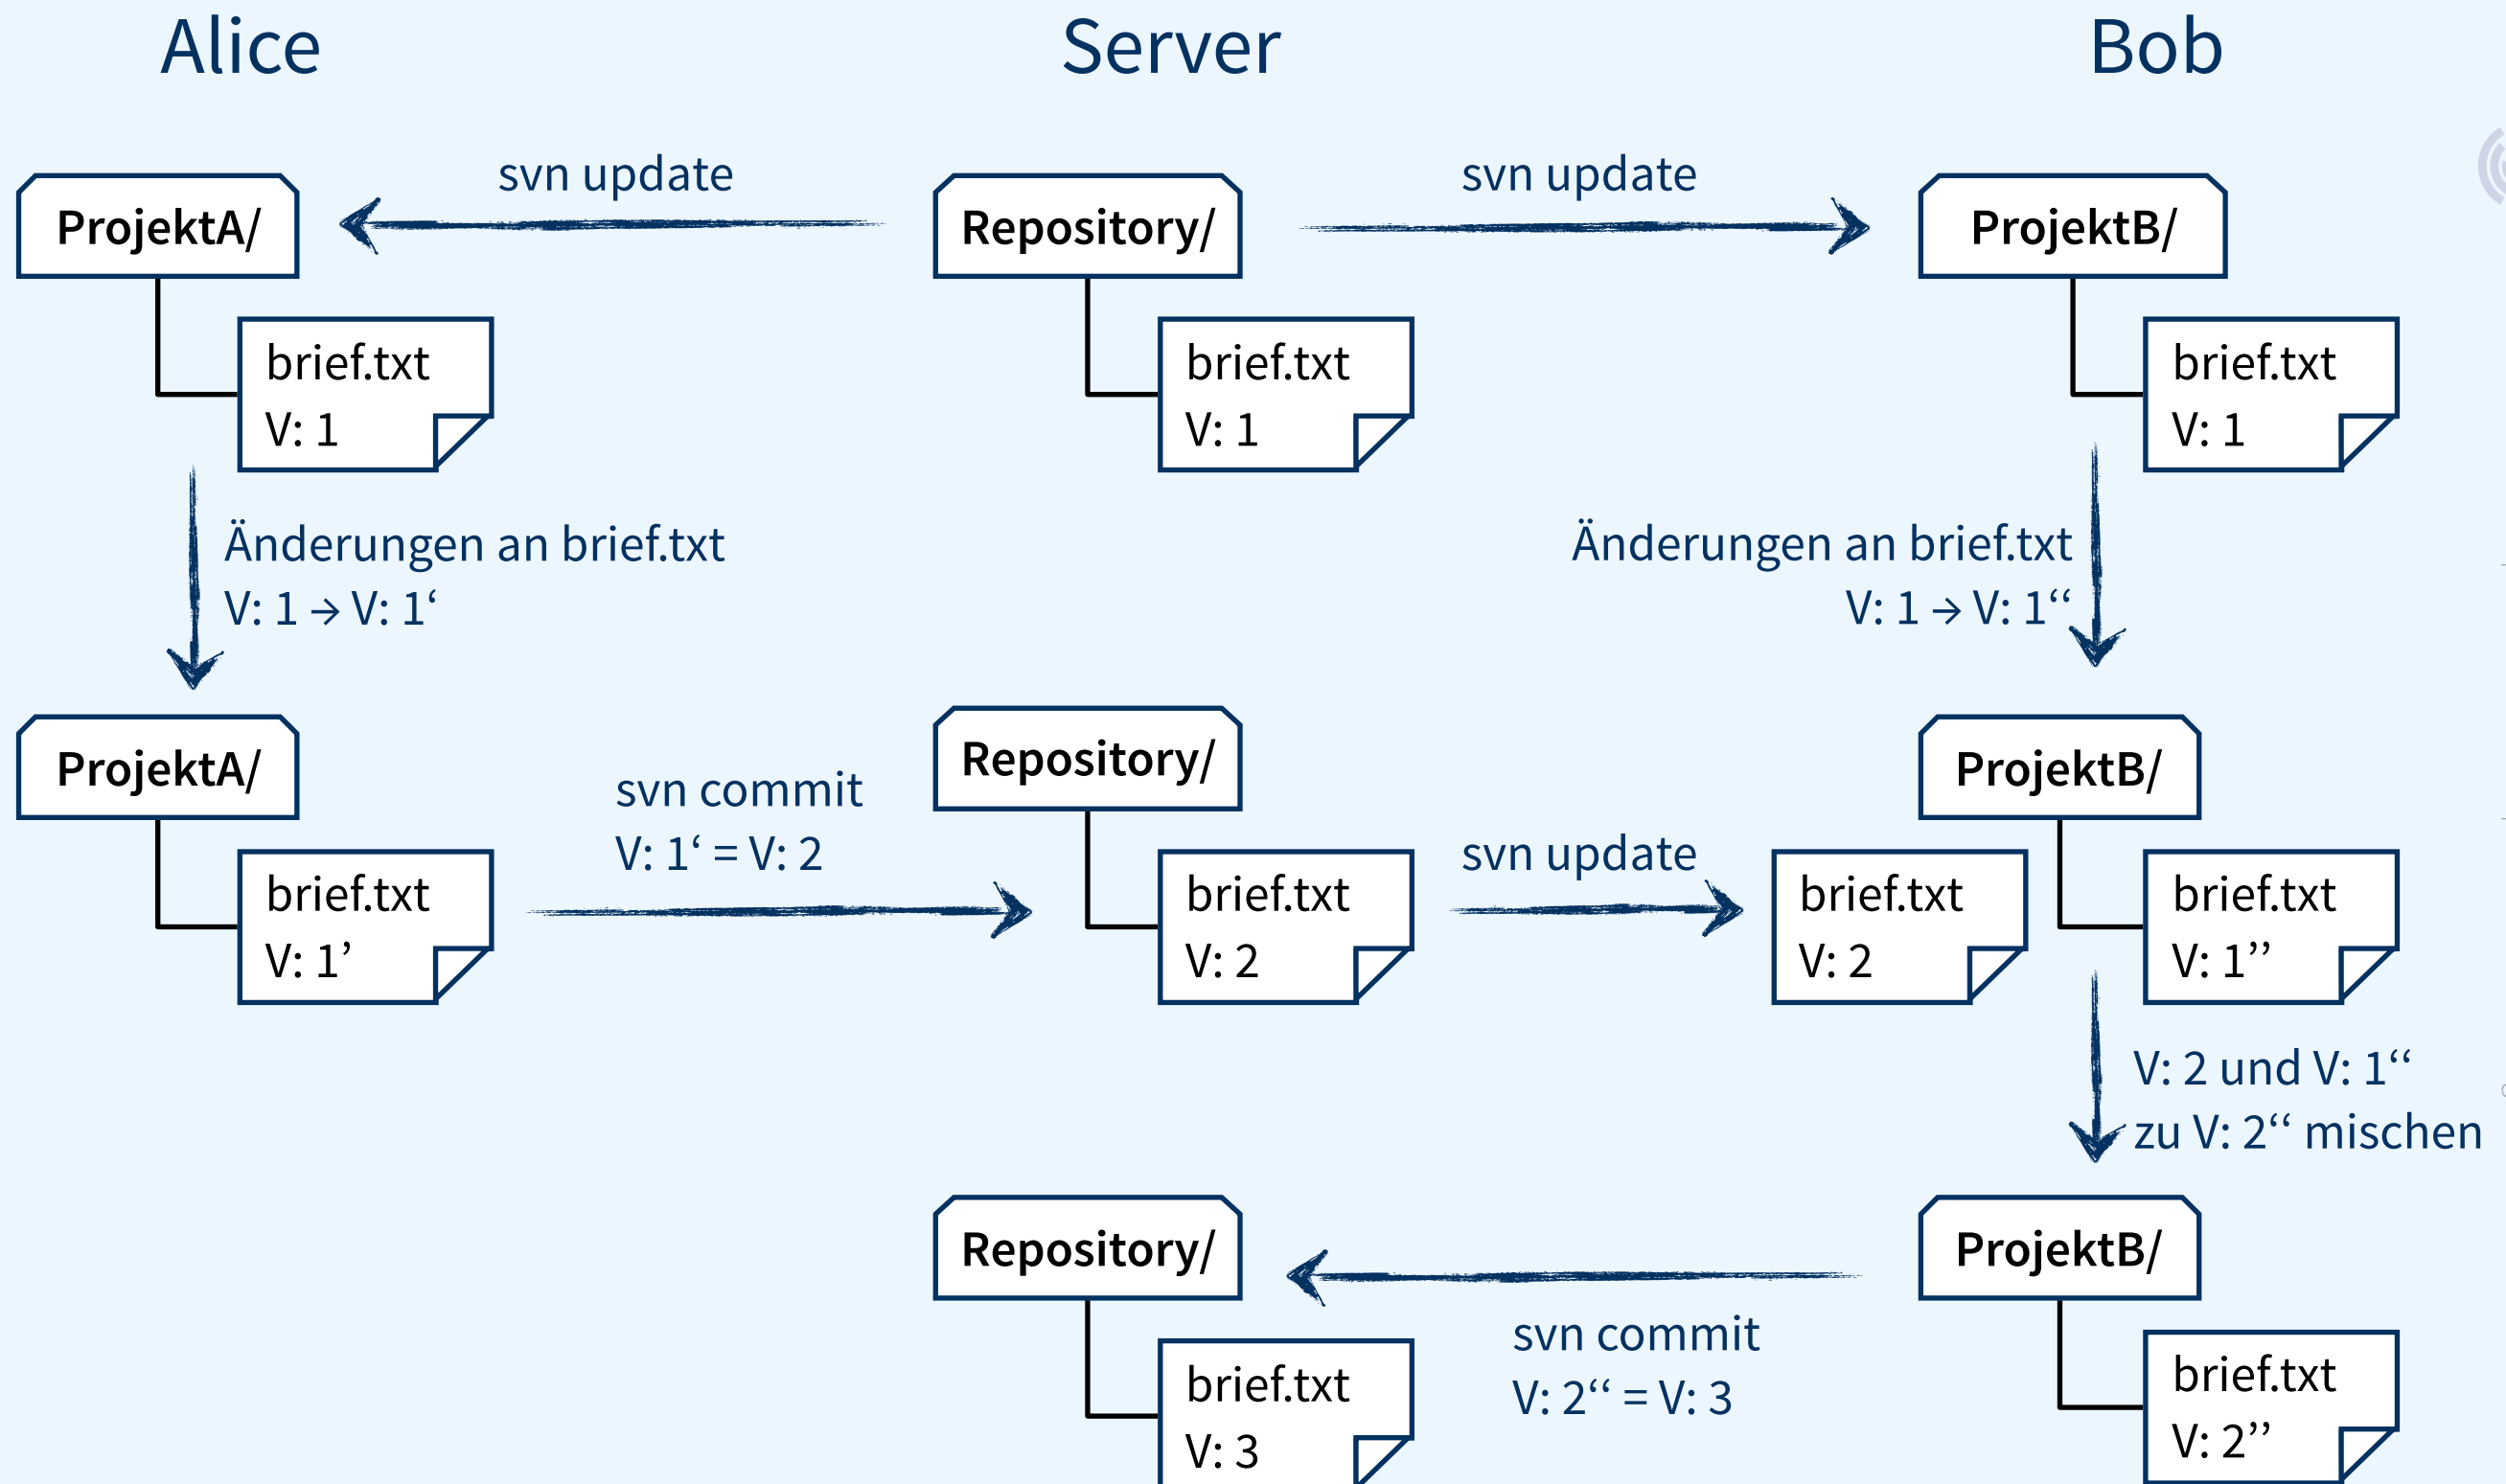 Alice
Server
Bob
svn update
svn update
ProjektA/
Repository/
ProjektB/
brief.txt
V: 1
brief.txt
V: 1
brief.txt
V: 1
Änderungen an brief.txt
V: 1 → V: 1‘
Änderungen an brief.txt
V: 1 → V: 1“
ProjektA/
Repository/
ProjektB/
svn commit
V: 1‘ = V: 2
svn update
brief.txt
V: 1’
brief.txt
V: 2
brief.txt
V: 2
brief.txt
V: 1’’
V: 2 und V: 1“
zu V: 2“ mischen
Repository/
ProjektB/
svn commit
V: 2“ = V: 3
brief.txt
V: 3
brief.txt
V: 2’’